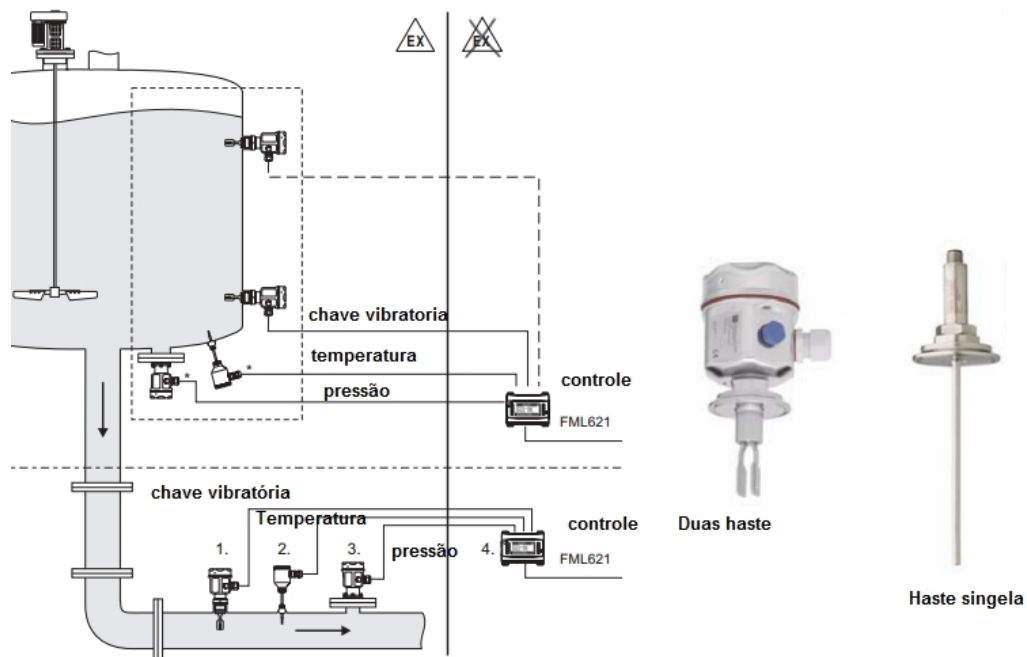 EX
EX
chave vibratoria
temperatura
*
*
pressão
controle
FML621
chave vibratória
Temperatura
controle
1.
2.
pressão
3.
4.
FML621
Duas haste
Haste singela